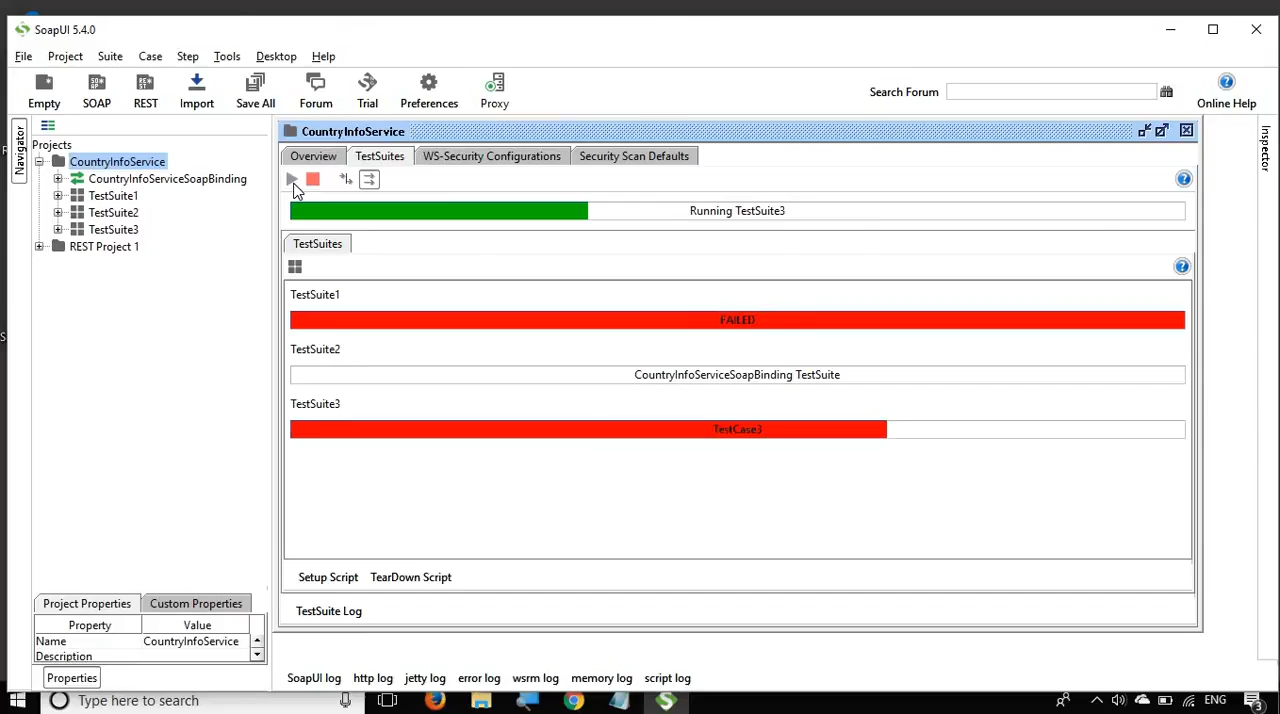 SoapUI 5.4.0
File Project Suite Case Step Tools Desktop Help
Empty SOAP REST Import Save All Forum Trial Preferences Proxy Search Forum Online Help
Navigator
Projects
CountryInfoService
CountryInfoServiceSoapBinding
TestSuite1
TestSuite2
TestSuite3
REST Project 1
CountryInfoService
Overview TestSuites WS-Security Configurations Security Scan Defaults
Running TestSuite3
TestSuites
TestSuite1
FAILED
TestSuite2
CountryInfoServiceSoapBinding TestSuite
TestSuite3
TestCase3
Setup Script TearDown Script
TestSuite Log
Inspector
Project Properties Custom Properties
Property Value
Name CountryInfoService
Description
Properties
SoapUI log http log jetty log error log wsrm log memory log script log
Type here to search
ENG
3